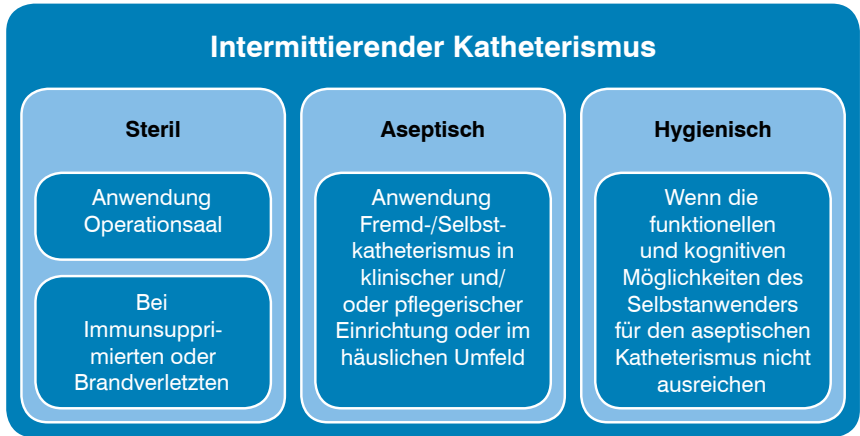 Intermittierender Katheterismus
Steril
Anwendung
Operationsaal
Bei
Immunsuppri-
mierten oder
Brandverletzten
Aseptisch
Anwendung
Fremd-/Selbst-
katheterismus in
klinischer und/
oder pflegerischer
Einrichtung oder im
häuslichen Umfeld
Hygienisch
Wenn die
funktionellen
und kognitiven
Möglichkeiten des
Selbstanwenders
für den aseptischen
Katheterismus nicht
ausreichen